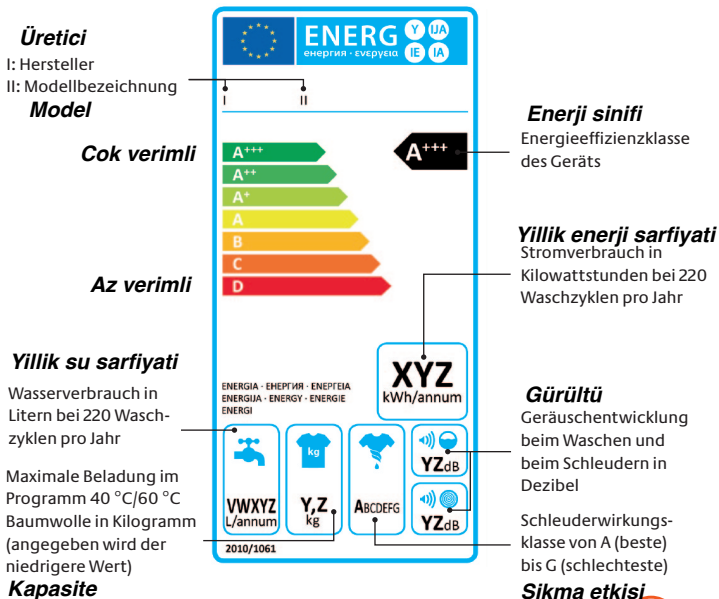 Üretici
I: Hersteller
II: Modellbezeichnung
Model
ENERG Y IJA
енергия · ενεργεια IE IA
I II
Cok verimli
A+++
A++
A+
A
B
C
D
Az verimli
A+++
Enerji sinifi
Energieeffizienzklasse
des Geräts
Yillik enerji sarfiyati
Stromverbrauch in
Kilowattstunden bei 220
Waschzyklen pro Jahr
XYZ
kWh/annum
ENERGIA · ЕНЕРГИЯ · ΕΝΕΡΓΕΙΑ
ENERGIJA · ENERGY · ENERGIE
ENERGI
Yillik su sarfiyati
Wasserverbrauch in
Litern bei 220 Wasch-
zyklen pro Jahr
Maximale Beladung im
Programm 40 °C/60 °C
Baumwolle in Kilogramm
(angegeben wird der
niedrigere Wert)
Kapasite
VWXYZ
L/annum
kg
Y,Z
kg
ABCDEFG
YZdB
YZdB
2010/1061
Gürültü
Geräuschentwicklung
beim Waschen und
beim Schleudern in
Dezibel
Schleuderwirkungs-
klasse von A (beste)
bis G (schlechteste)
Sikma etkisi